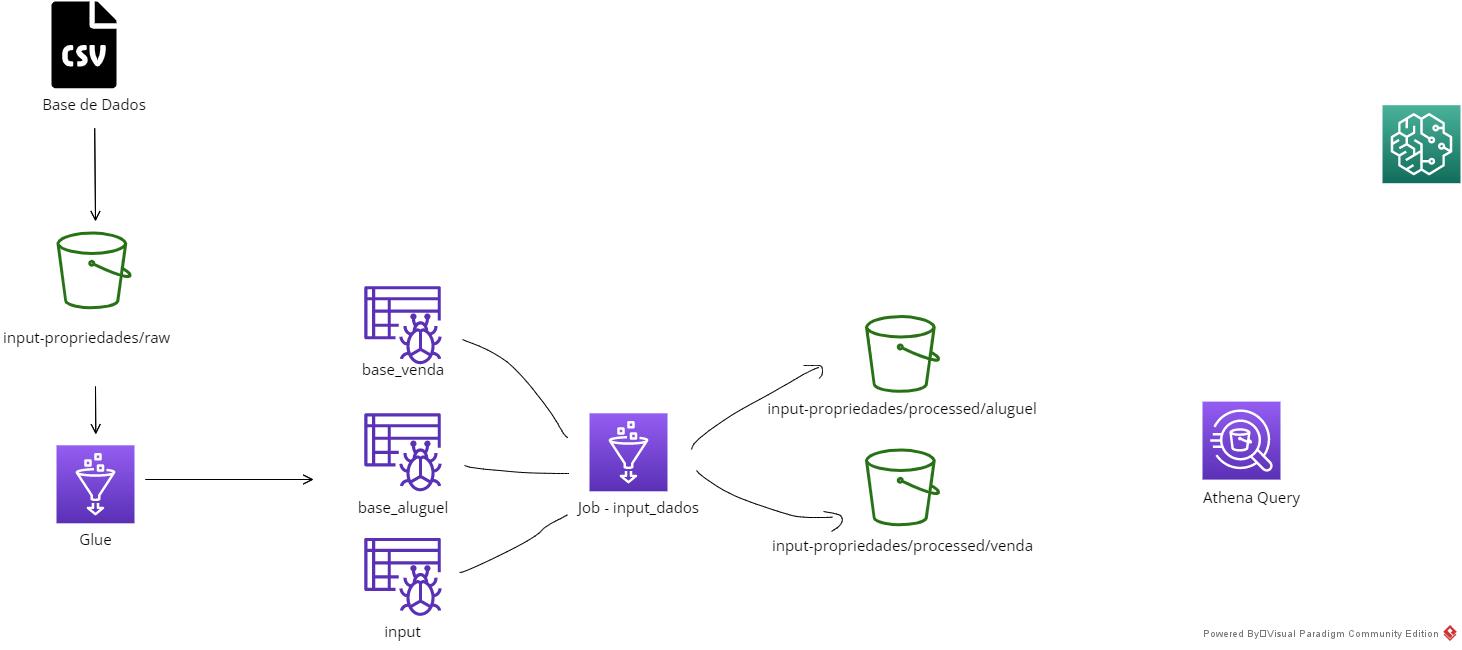 CSV
Base de Dados
input-propriedades/raw
Glue
base_venda
base_aluguel
input
Job - input_dados
input-propriedades/processed/aluguel
input-propriedades/processed/venda
Athena Query
Powered By▯Visual Paradigm Community Edition